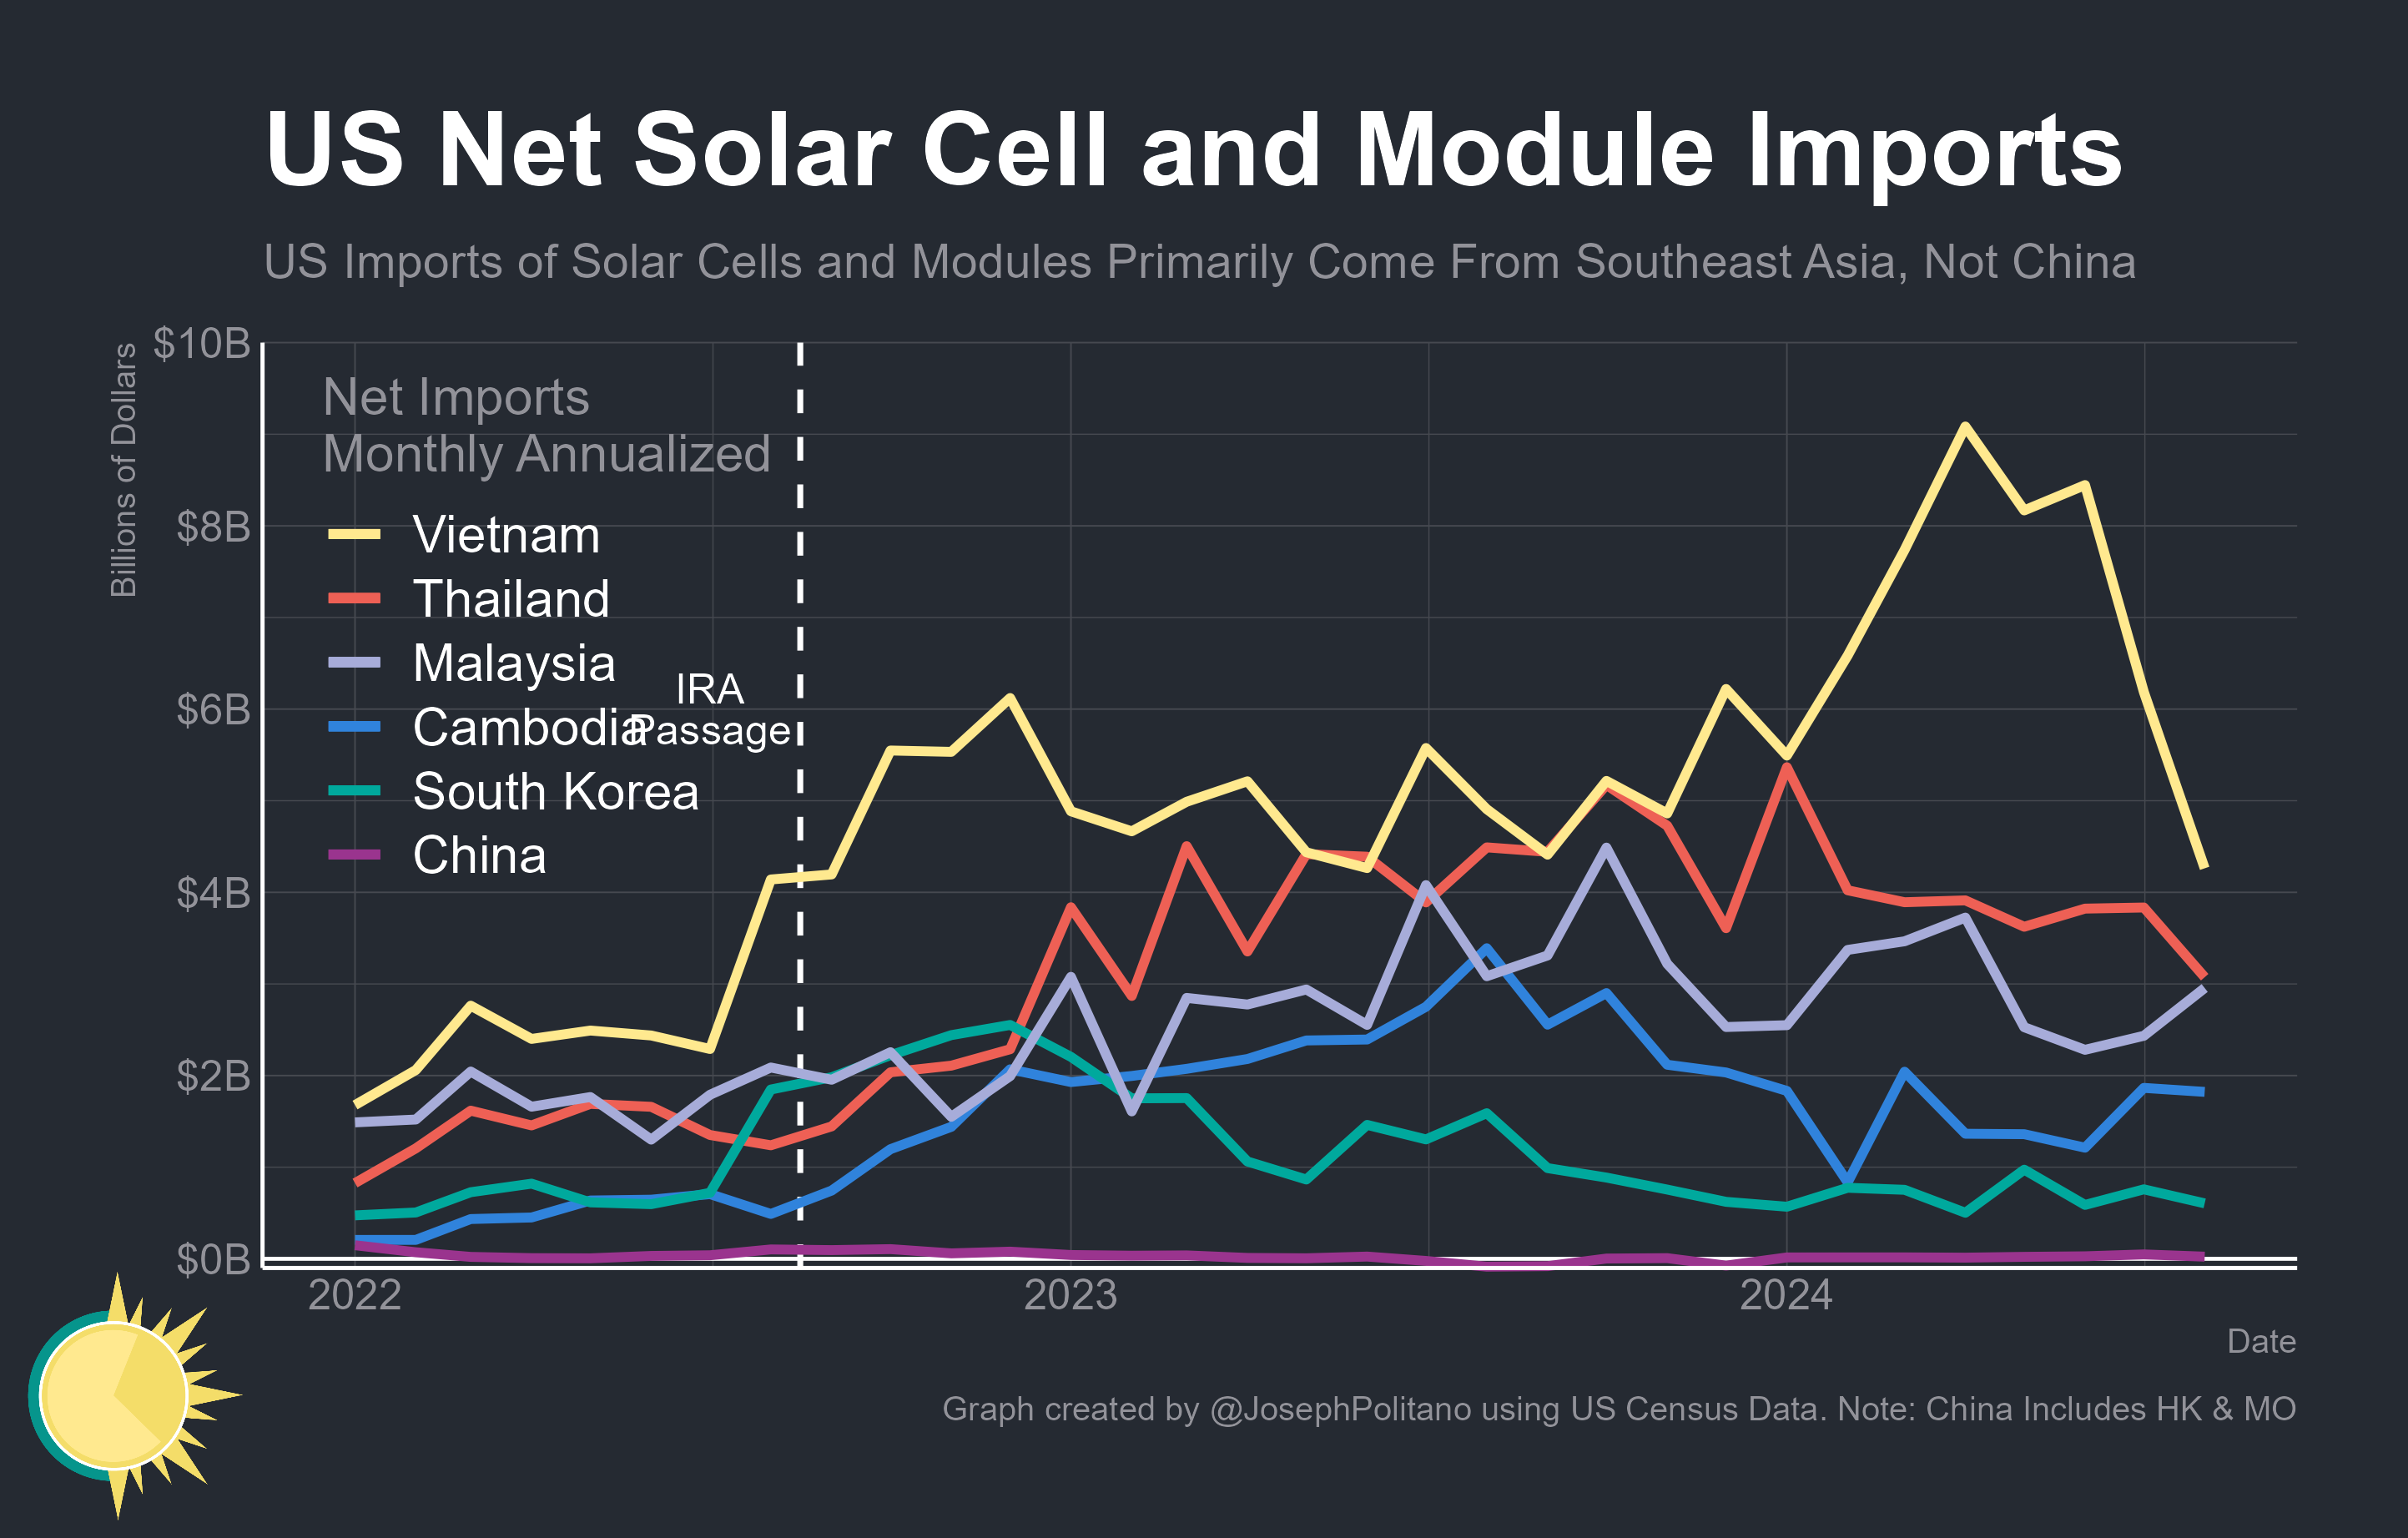 US Net Solar Cell and Module Imports
US Imports of Solar Cells and Modules Primarily Come From Southeast Asia, Not China
Billions of Dollars
$10B
$8B
$6B
$4B
$2B
$0B
Net Imports
Monthly Annualized
Vietnam
Thailand
Malaysia
Cambodia
South Korea
China
IRA
Passage
2022
2023
2024
Date
Graph created by @JosephPolitano using US Census Data. Note: China Includes HK & MO